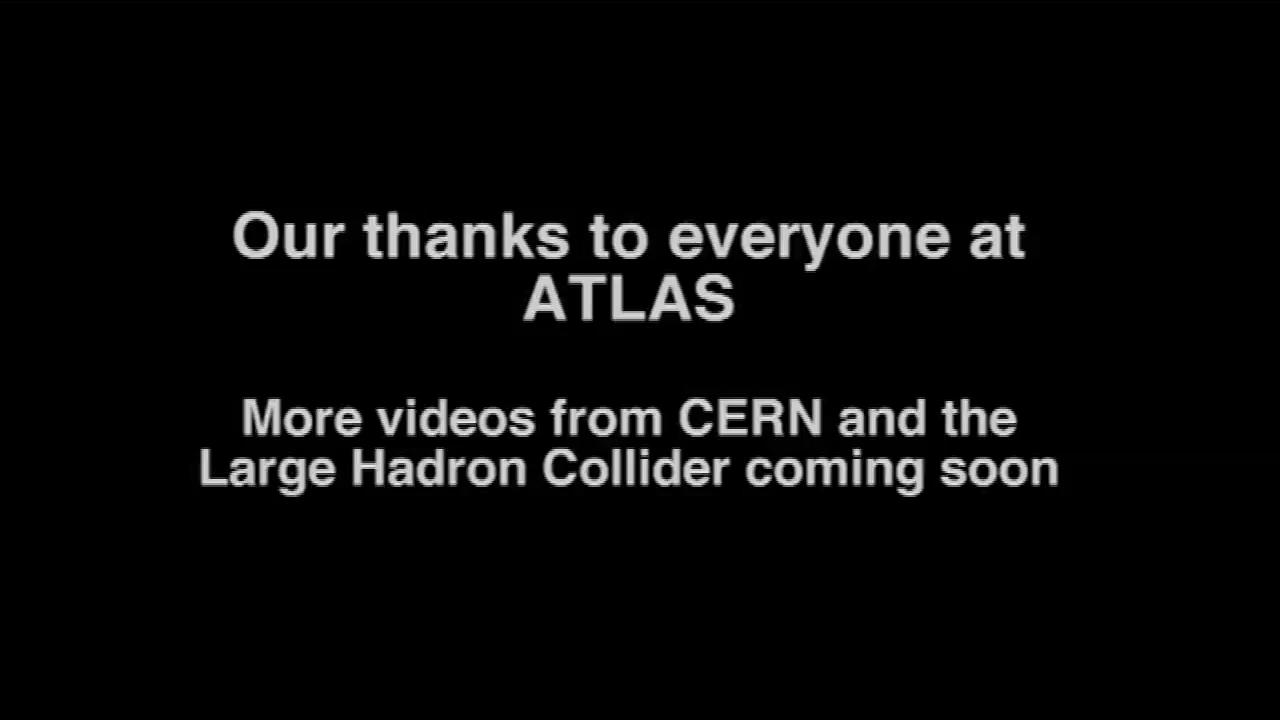 Our thanks to everyone at
ATLAS
More videos from CERN and the
Large Hadron Collider coming soon